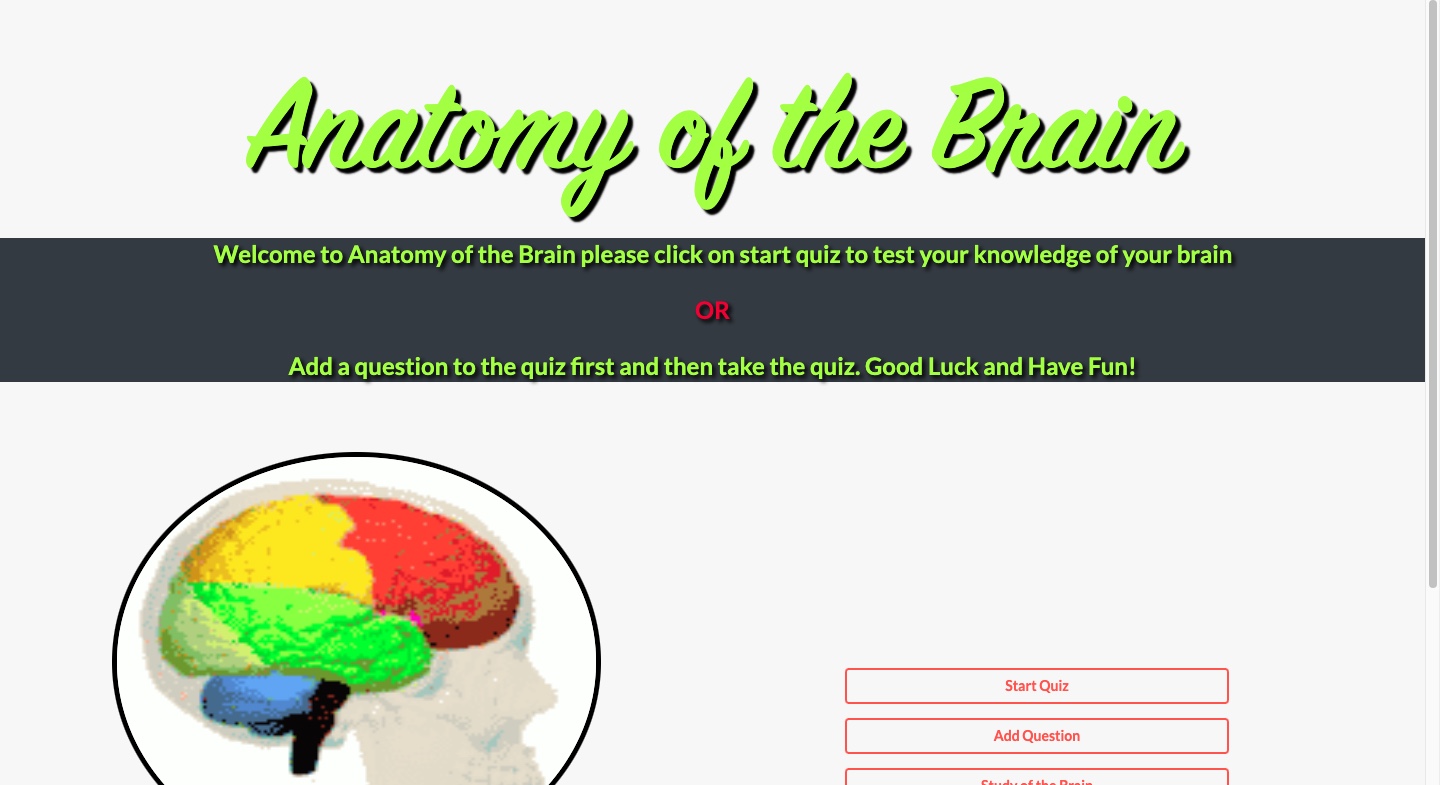 Anatomy of the Brain
Welcome to Anatomy of the Brain please click on start quiz to test your knowledge of your brain
OR
Add a question to the quiz first and then take the quiz. Good Luck and Have Fun!
Start Quiz
Add Question
Study of the Brain